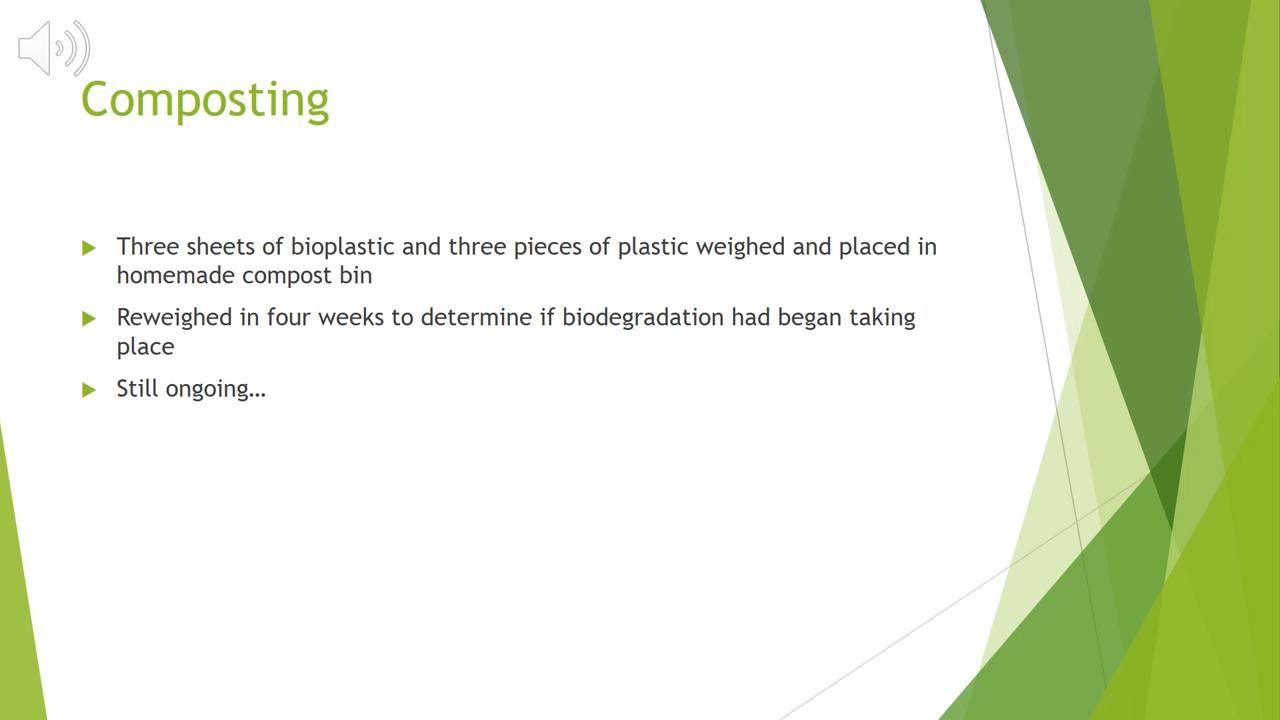 Composting
Three sheets of bioplastic and three pieces of plastic weighed and placed in
homemade compost bin
Reweighed in four weeks to determine if biodegradation had began taking
place
Still ongoing…